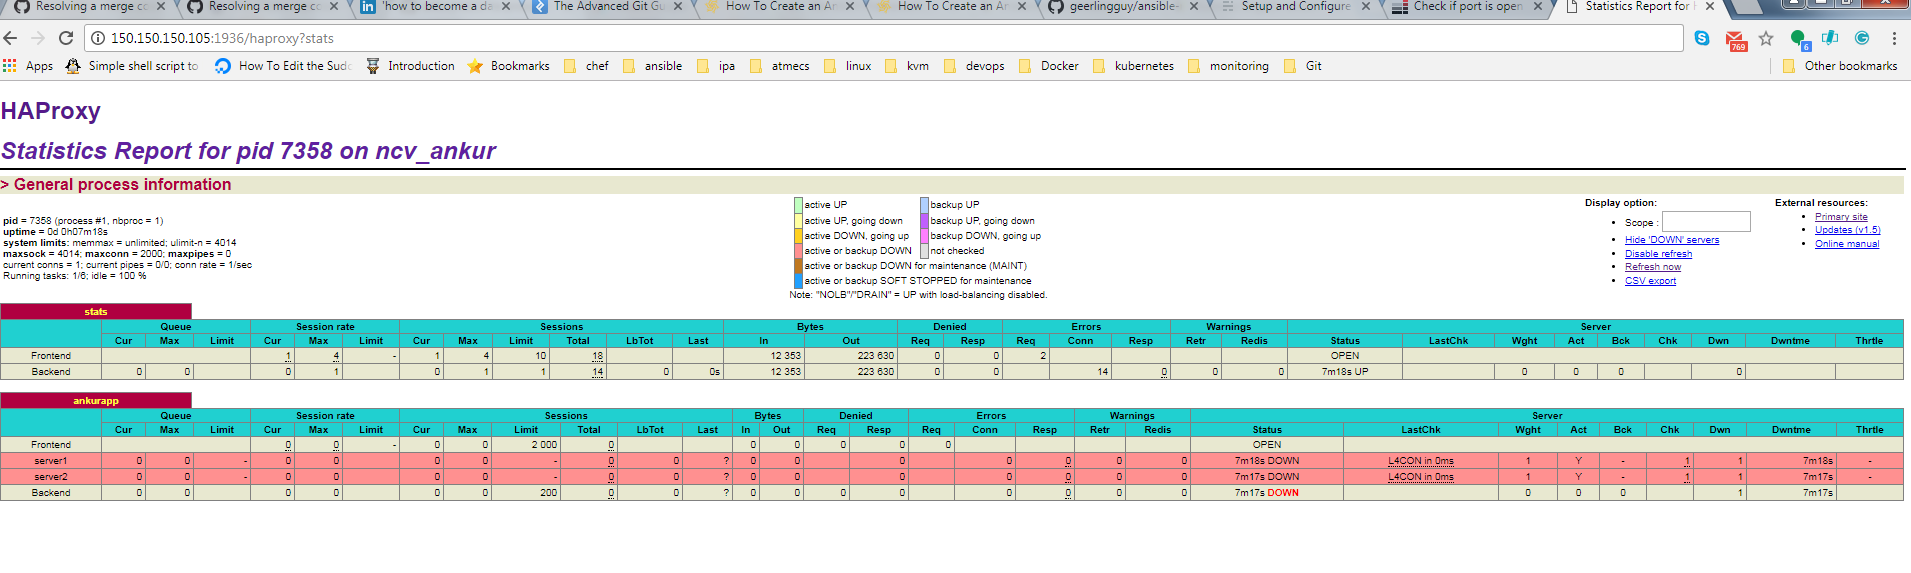 Resolving a merge co
Resolving a merge co
'how to become a da
The Advanced Git Gu
How To Create an An
How To Create an An
geerlingguy/ansible-
Setup and Configure
Check if port is open
Statistics Report for
150.150.150.105:1936/haproxy?stats
769
6
Apps
Simple shell script to
How To Edit the Sudo
Introduction
Bookmarks
chef
ansible
ipa
atmecs
linux
kvm
devops
Docker
kubernetes
monitoring
Git
Other bookmarks
HAProxy
Statistics Report for pid 7358 on ncv_ankur
> General process information
pid = 7358 (process #1, nbproc = 1)
uptime = 0d 0h07m18s
system limits: memmax = unlimited; ulimit-n = 4014
maxsock = 4014; maxconn = 2000; maxpipes = 0
current conns = 1; current pipes = 0/0; conn rate = 1/sec
Running tasks: 1/6; idle = 100 %
active UP backup UP
active UP, going down backup UP, going down
active DOWN, going up backup DOWN, going up
active or backup DOWN not checked
active or backup DOWN for maintenance (MAINT)
active or backup SOFT STOPPED for maintenance
Note: "NOLB"/"DRAIN" = UP with load-balancing disabled.
Display option:
Scope :
Hide 'DOWN' servers
Disable refresh
Refresh now
CSV export
External resources:
Primary site
Updates (v1.5)
Online manual
stats
Queue Session rate Sessions Bytes Denied Errors Warnings Server
Cur Max Limit Cur Max Limit Cur Max Limit Total LbTot Last In Out Req Resp Req Conn Resp Retr Redis Status LastChk Wght Act Bck Chk Dwn Dwntme Thrtle
Frontend 1 4 - 1 4 10 18 12 353 223 630 0 0 2 OPEN
Backend 0 0 0 1 0 1 1 14 0 0s 12 353 223 630 0 0 14 0 0 0 7m18s UP 0 0 0 0
ankurapp
Queue Session rate Sessions Bytes Denied Errors Warnings Server
Cur Max Limit Cur Max Limit Cur Max Limit Total LbTot Last In Out Req Resp Req Conn Resp Retr Redis Status LastChk Wght Act Bck Chk Dwn Dwntme Thrtle
Frontend 0 0 - 0 0 2 000 0 0 0 0 0 0 OPEN
server1 0 0 - 0 0 0 0 - 0 0 ? 0 0 0 0 0 0 0 7m18s DOWN L4CON in 0ms 1 Y - 1 1 7m18s -
server2 0 0 - 0 0 0 0 - 0 0 ? 0 0 0 0 0 0 0 7m17s DOWN L4CON in 0ms 1 Y - 1 1 7m17s -
Backend 0 0 0 0 0 0 200 0 0 ? 0 0 0 0 0 0 0 0 7m17s DOWN 0 0 0 1 7m17s